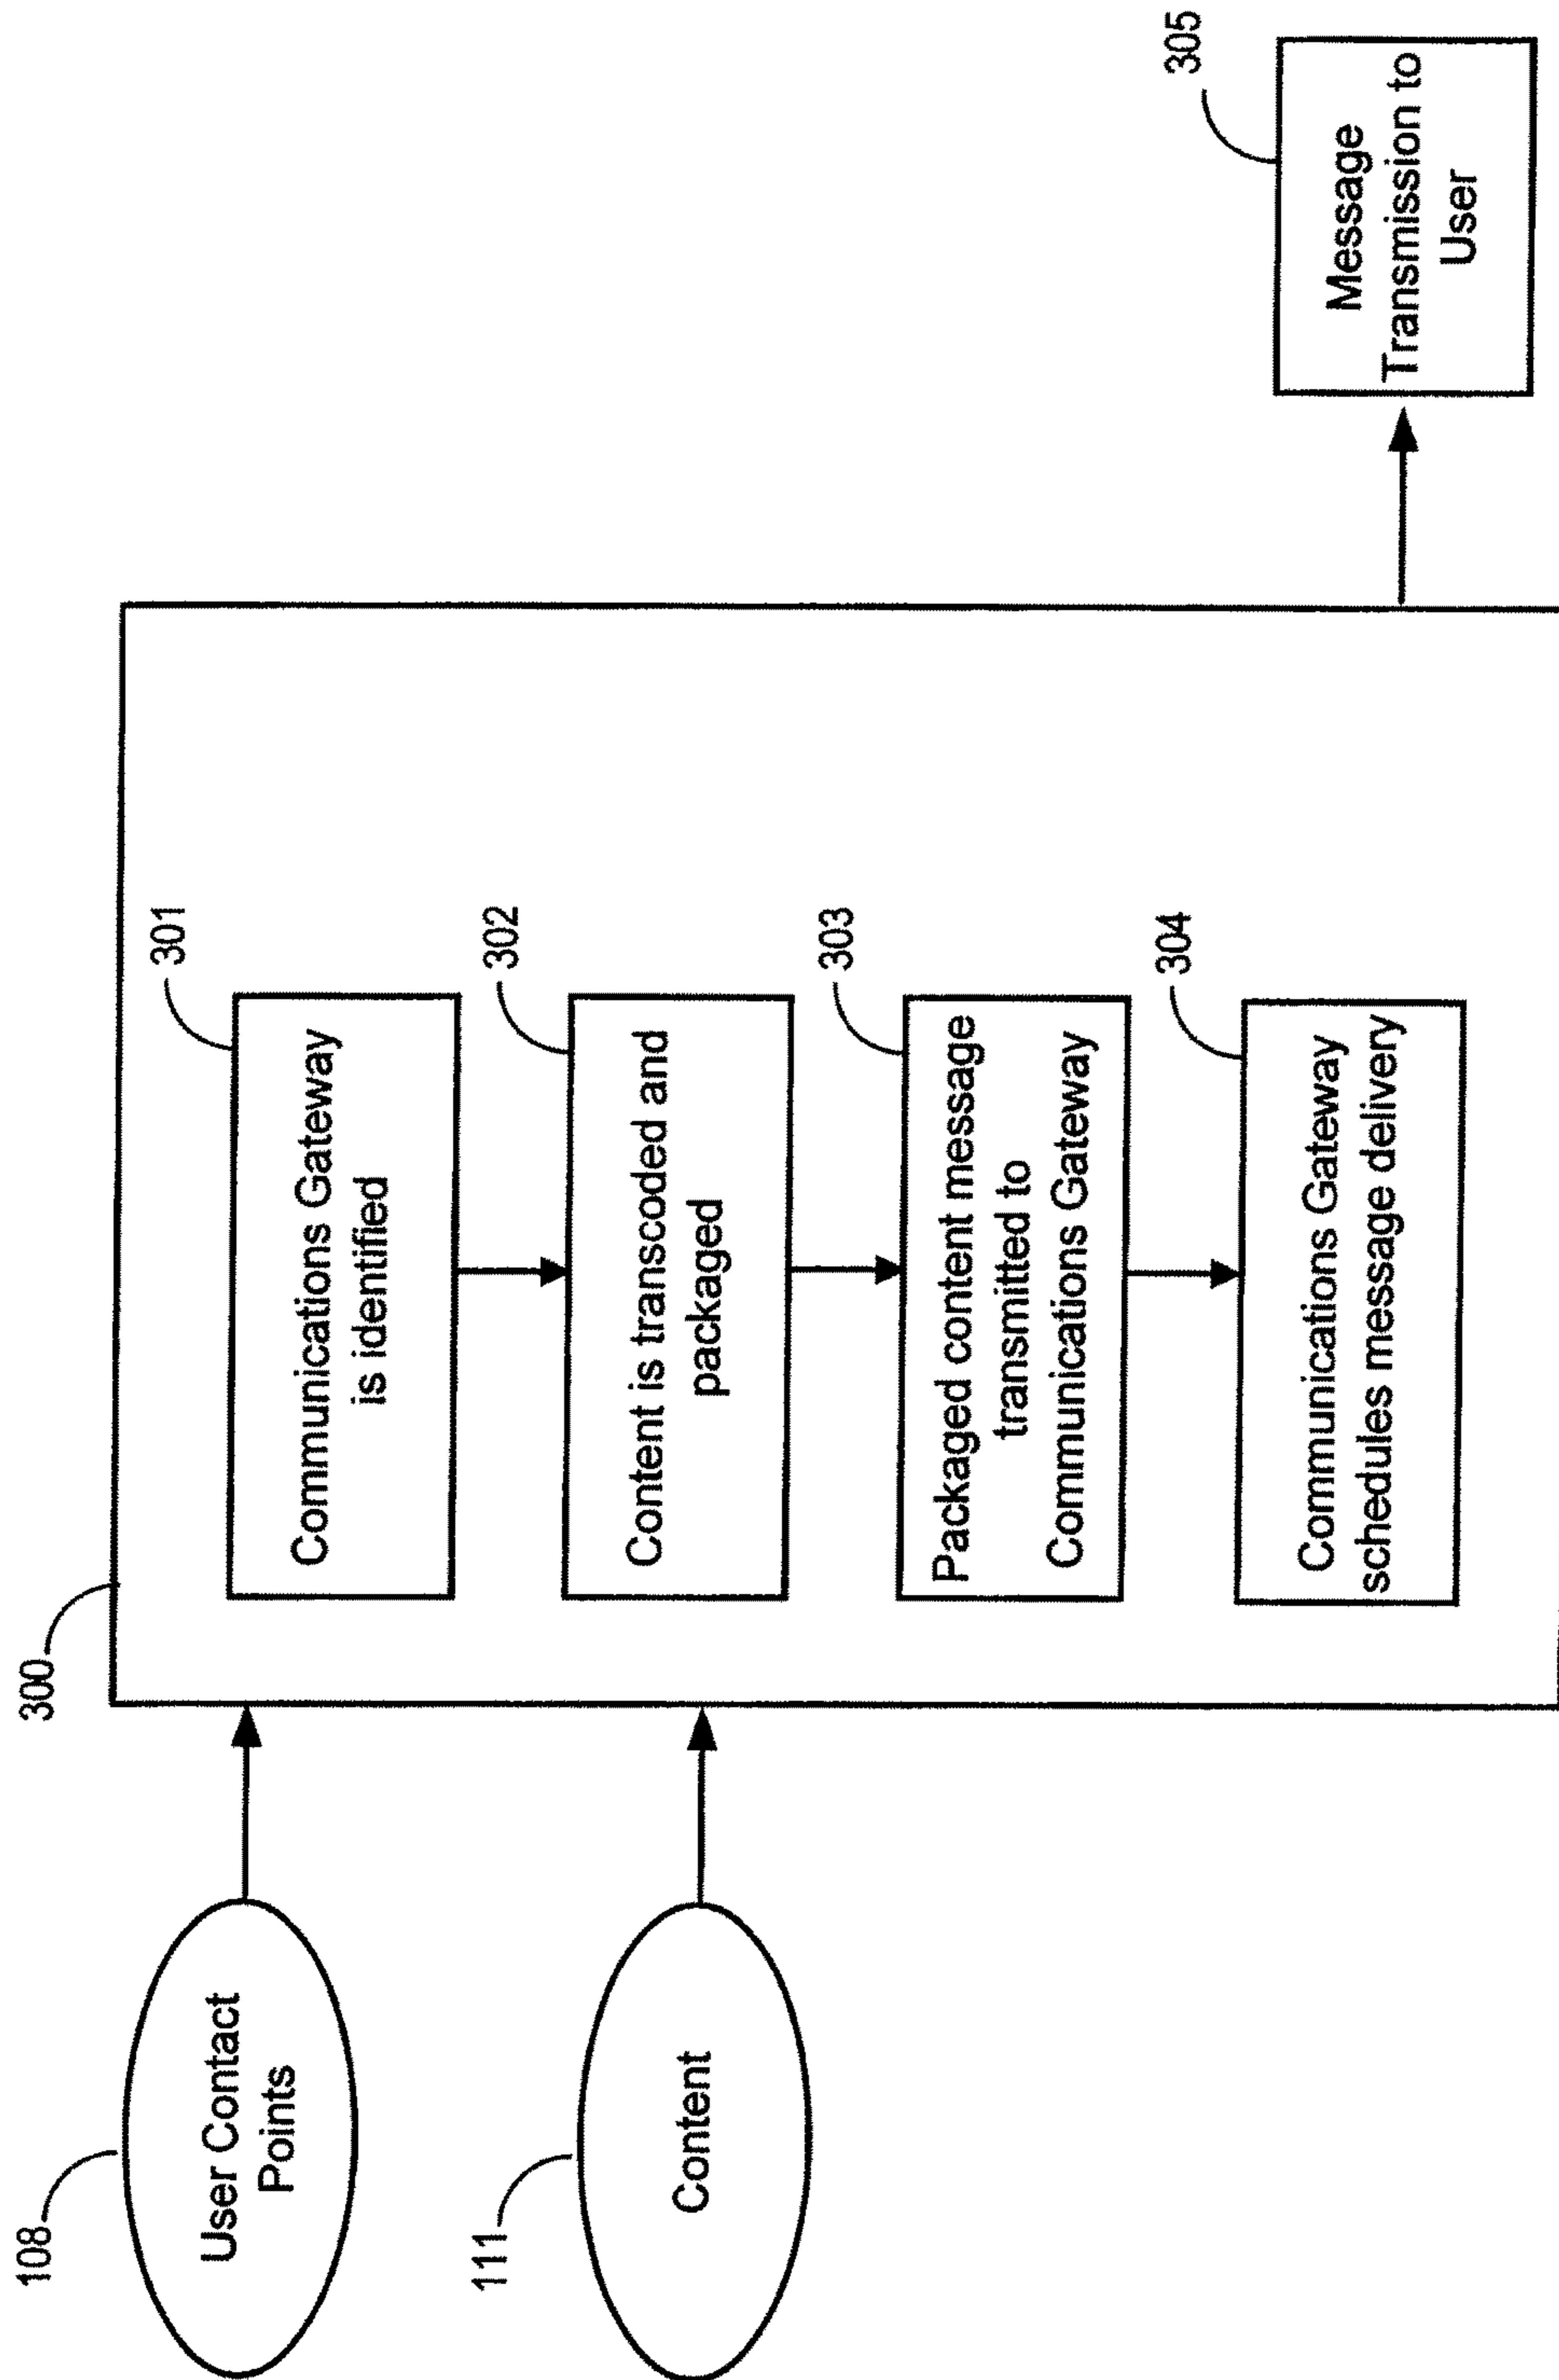 300
108
User Contact
Points
111
Content
301
Communications Gateway
is identified
302
Content is transcoded and
packaged
303
Packaged content message
transmitted to
Communications Gateway
304
Communications Gateway
schedules message delivery
305
Message
Transmission to
User